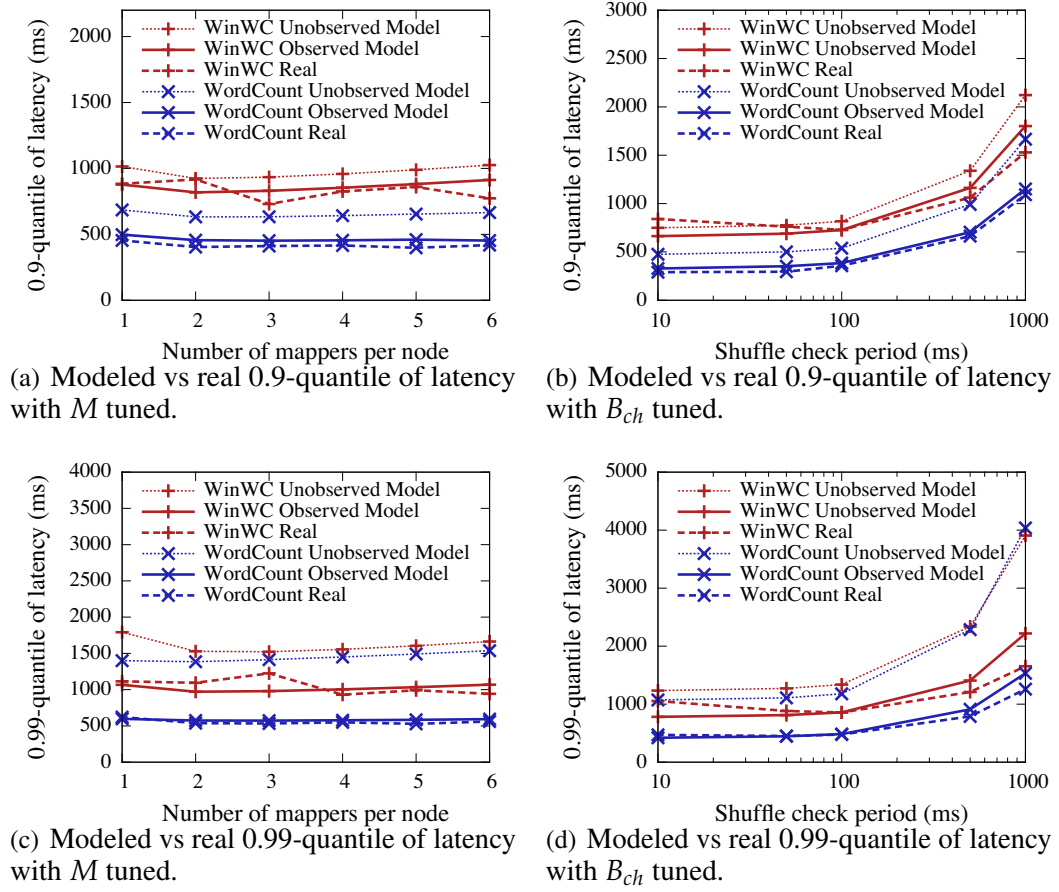 2000
1500
1000
500
0
0.9-quantile of latency (ms)
WinWC Unobserved Model
WinWC Observed Model
WinWC Real
WordCount Unobserved Model
WordCount Observed Model
WordCount Real
1 2 3 4 5 6
Number of mappers per node
(a) Modeled vs real 0.9-quantile of latency
with M tuned.
3000
2500
2000
1500
1000
500
0
0.9-quantile of latency (ms)
WinWC Unobserved Model
WinWC Unobserved Model
WinWC Real
WordCount Unobserved Model
WordCount Observed Model
WordCount Real
10 100 1000
Shuffle check period (ms)
(b) Modeled vs real 0.9-quantile of latency
with B_ch tuned.
4000
3500
3000
2500
2000
1500
1000
500
0
0.99-quantile of latency (ms)
WinWC Unobserved Model
WinWC Observed Model
WinWC Real
WordCount Unobserved Model
WordCount Observed Model
WordCount Real
1 2 3 4 5 6
Number of mappers per node
(c) Modeled vs real 0.99-quantile of latency
with M tuned.
5000
4000
3000
2000
1000
0
0.99-quantile of latency (ms)
WinWC Unobserved Model
WinWC Unobserved Model
WinWC Real
WordCount Unobserved Model
WordCount Observed Model
WordCount Real
10 100 1000
Shuffle check period (ms)
(d) Modeled vs real 0.99-quantile of latency
with B_ch tuned.